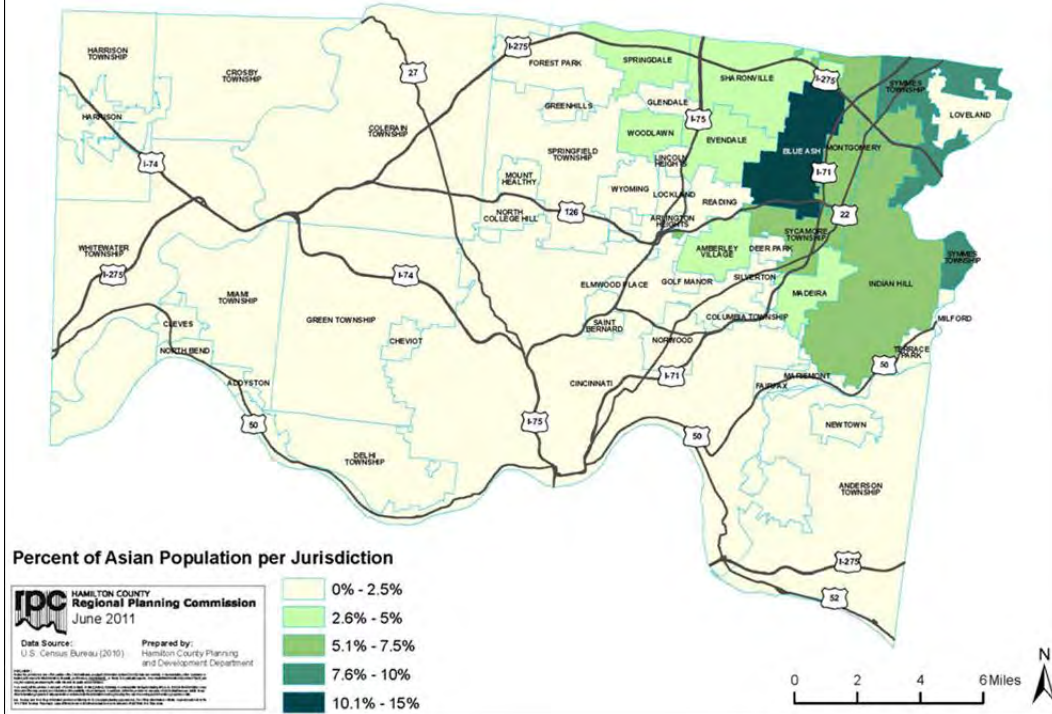 HARRISON
TOWNSHIP
CROSBY
TOWNSHIP
27
I-275
FOREST PARK
SPRINGDALE
SHARONVILLE
I-275
SYMMES
TOWNSHIP
LOVELAND
HARRISON
COLERAIN
TOWNSHIP
GREENHILLS
GLENDALE
I-75
WOODLAWN
EVENDALE
BLUE ASH
MONTGOMERY
I-74
SPRINGFIELD
TOWNSHIP
LINCOLN
HEIGHTS
I-71
MOUNT
HEALTHY
WYOMING
LOCKLAND
READING
NORTH
COLLEGE HILL
126
ARLINGTON
HEIGHTS
22
SYCAMORE
TOWNSHIP
WHITEWATER
TOWNSHIP
I-275
I-74
AMBERLEY
VILLAGE
DEER PARK
SYMMES
TOWNSHIP
MIAMI
TOWNSHIP
ELMWOOD PLACE
GOLF MANOR
SILVERTON
MADEIRA
INDIAN HILL
GREEN TOWNSHIP
CLEVES
SAINT
BERNARD
COLUMBIA TOWNSHIP
MILFORD
NORTH BEND
CHEVIOT
NORWOOD
TERRACE
PARK
ADDYSTON
CINCINNATI
I-71
MARIEMONT
FAIRFAX
50
50
I-75
50
NEWTOWN
DELHI
TOWNSHIP
ANDERSON
TOWNSHIP
I-275
52
Percent of Asian Population per Jurisdiction
rpc
HAMILTON COUNTY
Regional Planning Commission
June 2011
Data Source:
U.S. Census Bureau (2010)
Prepared by:
Hamilton County Planning
and Development Department
0% - 2.5%
2.6% - 5%
5.1% - 7.5%
7.6% - 10%
10.1% - 15%
N
0 2 4 6 Miles